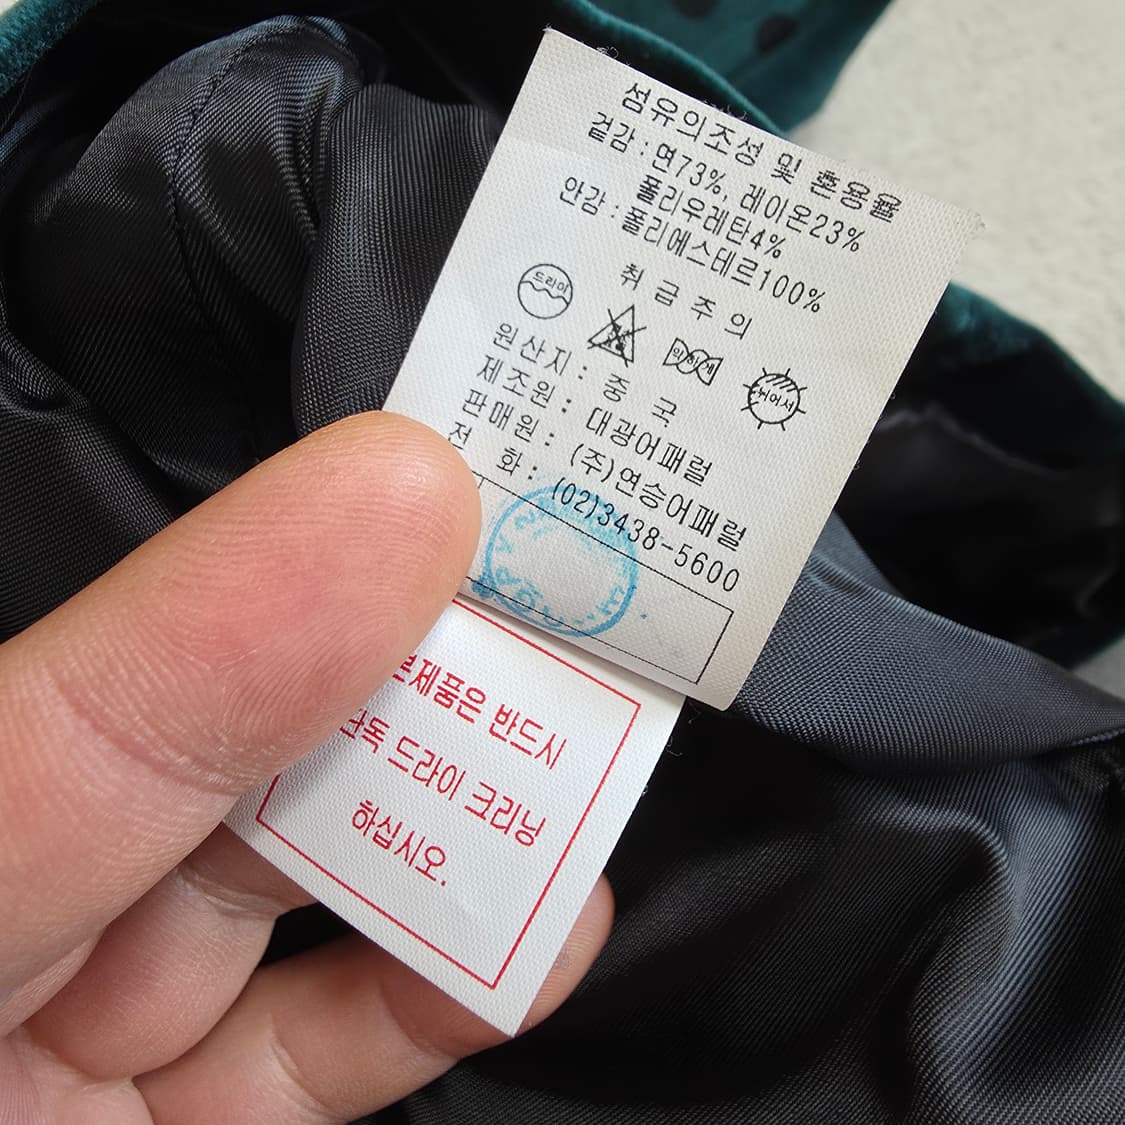 섬유의조성 및 혼용율
겉감 : 면73%, 레이온23%
폴리우레탄4%
안감 : 폴리에스테르100%
취급주의
드라이
약하게
뉘어서
원산지 : 중국
제조원 : 대광어패럴
판매원 : (주)연승어패럴
전화 : (02)3438-5600
본제품은 반드시
단독 드라이 크리닝
하십시오.